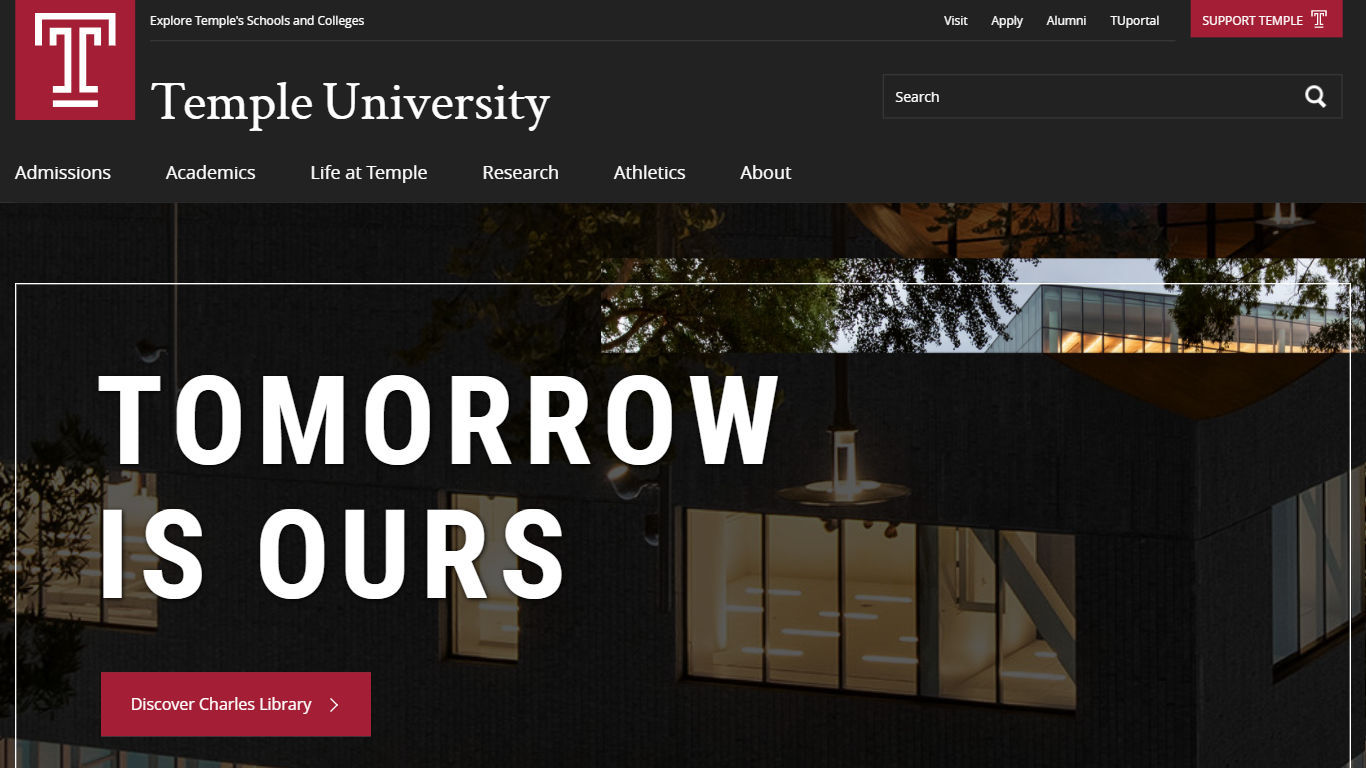 Explore Temple's Schools and Colleges
Visit Apply Alumni TUportal SUPPORT TEMPLE
Temple University
Search
Admissions Academics Life at Temple Research Athletics About
TOMORROW
IS OURS
Discover Charles Library